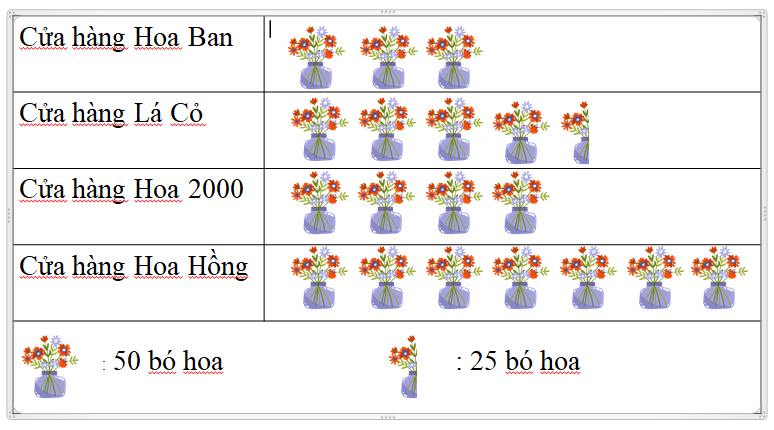 Cửa hàng Hoa Ban
Cửa hàng Lá Cỏ
Cửa hàng Hoa 2000
Cửa hàng Hoa Hồng
: 50 bó hoa
: 25 bó hoa